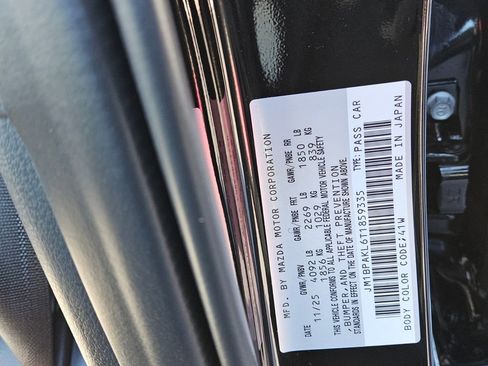 MFD. BY MAZDA MOTOR CORPORATION
DATE GVWR/PNBV GAWR/PNBE FRT GAWR/PNBE RR
11/25 4092 LB 2269 LB 1850 LB
1856 KG 1029 KG 839 KG
THIS VEHICLE CONFORMS TO ALL APPLICABLE FEDERAL MOTOR VEHICLE SAFETY
, BUMPER, AND THEFT PREVENTION
STANDARDS IN EFFECT ON THE DATE OF MANUFACTURE SHOWN ABOVE.
JM1BPAKL6T1859335 TYPE: PASS CAR
BODY COLOR CODE: 41W MADE IN JAPAN